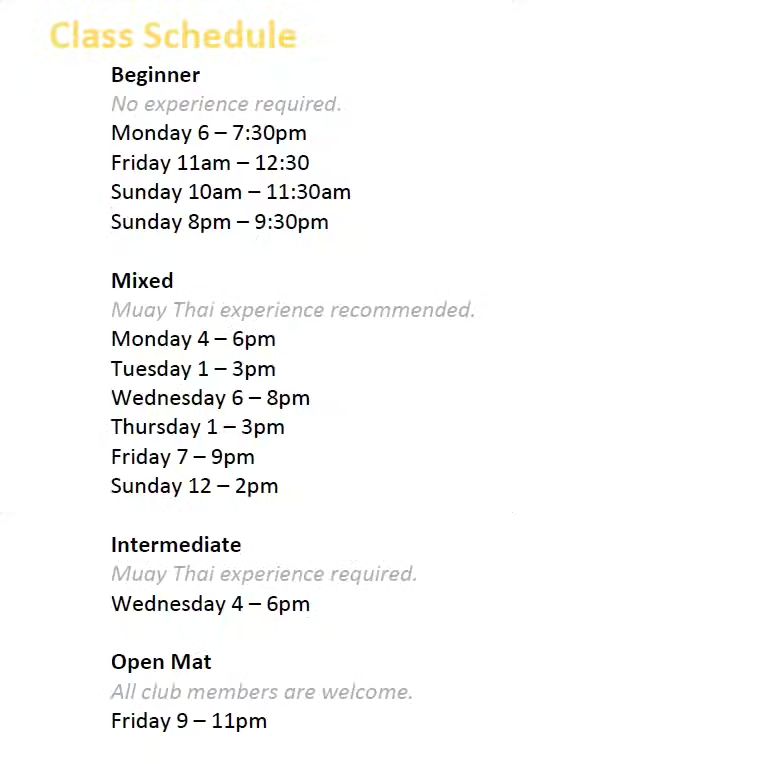 Class Schedule
Beginner
No experience required.
Monday 6 – 7:30pm
Friday 11am – 12:30
Sunday 10am – 11:30am
Sunday 8pm – 9:30pm
Mixed
Muay Thai experience recommended.
Monday 4 – 6pm
Tuesday 1 – 3pm
Wednesday 6 – 8pm
Thursday 1 – 3pm
Friday 7 – 9pm
Sunday 12 – 2pm
Intermediate
Muay Thai experience required.
Wednesday 4 – 6pm
Open Mat
All club members are welcome.
Friday 9 – 11pm